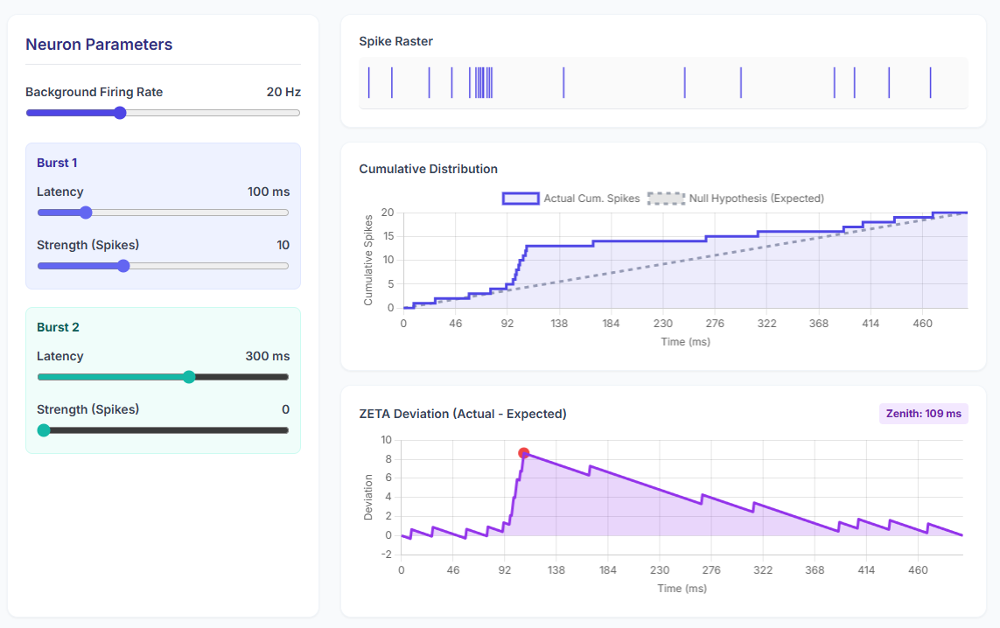 Neuron Parameters
Background Firing Rate 20 Hz
Burst 1
Latency 100 ms
Strength (Spikes) 10
Burst 2
Latency 300 ms
Strength (Spikes) 0
Spike Raster
Cumulative Distribution
Actual Cum. Spikes Null Hypothesis (Expected)
Cumulative Spikes
20
15
10
5
0
0 46 92 138 184 230 276 322 368 414 460
Time (ms)
ZETA Deviation (Actual - Expected) Zenith: 109 ms
Deviation
10
8
6
4
2
0
-2
0 46 92 138 184 230 276 322 368 414 460
Time (ms)